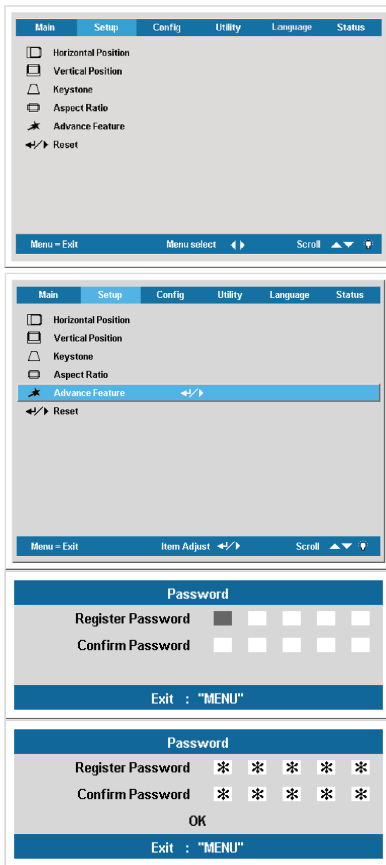 Main Setup Config Utility Language Status
Horizontal Position
Vertical Position
Keystone
Aspect Ratio
Advance Feature
Reset
Menu = Exit Menu select Scroll
Main Setup Config Utility Language Status
Horizontal Position
Vertical Position
Keystone
Aspect Ratio
Advance Feature
Reset
Menu = Exit Item Adjust Scroll
Password
Register Password
Confirm Password
Exit : "MENU"
Password
Register Password * * * * *
Confirm Password * * * * *
OK
Exit : "MENU"